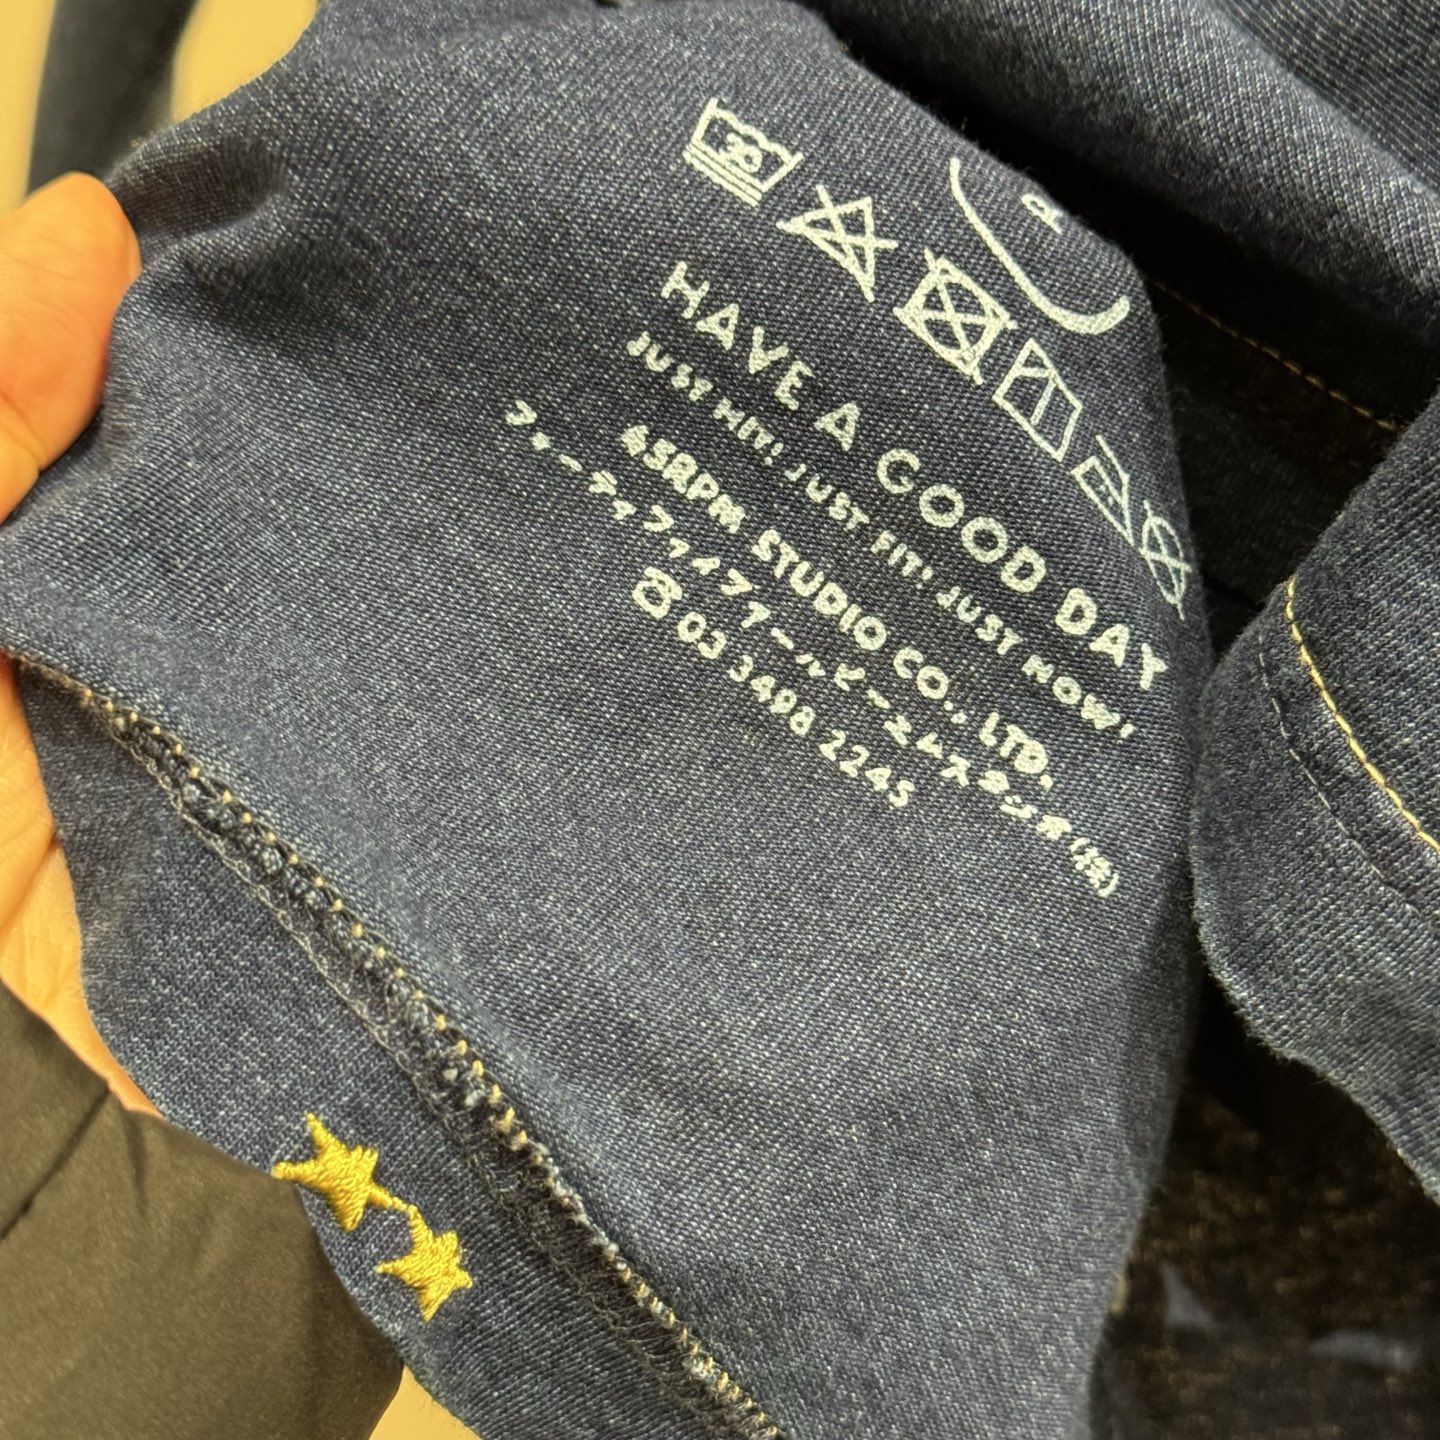 30
R
HAVE A GOOD DAY
JUST HIT! JUST FIT! JUST NOW!
45RPM STUDIO CO., LTD.
フォーティファイブアールピーエムスタジオ(株)
☎ 03 3498 2245